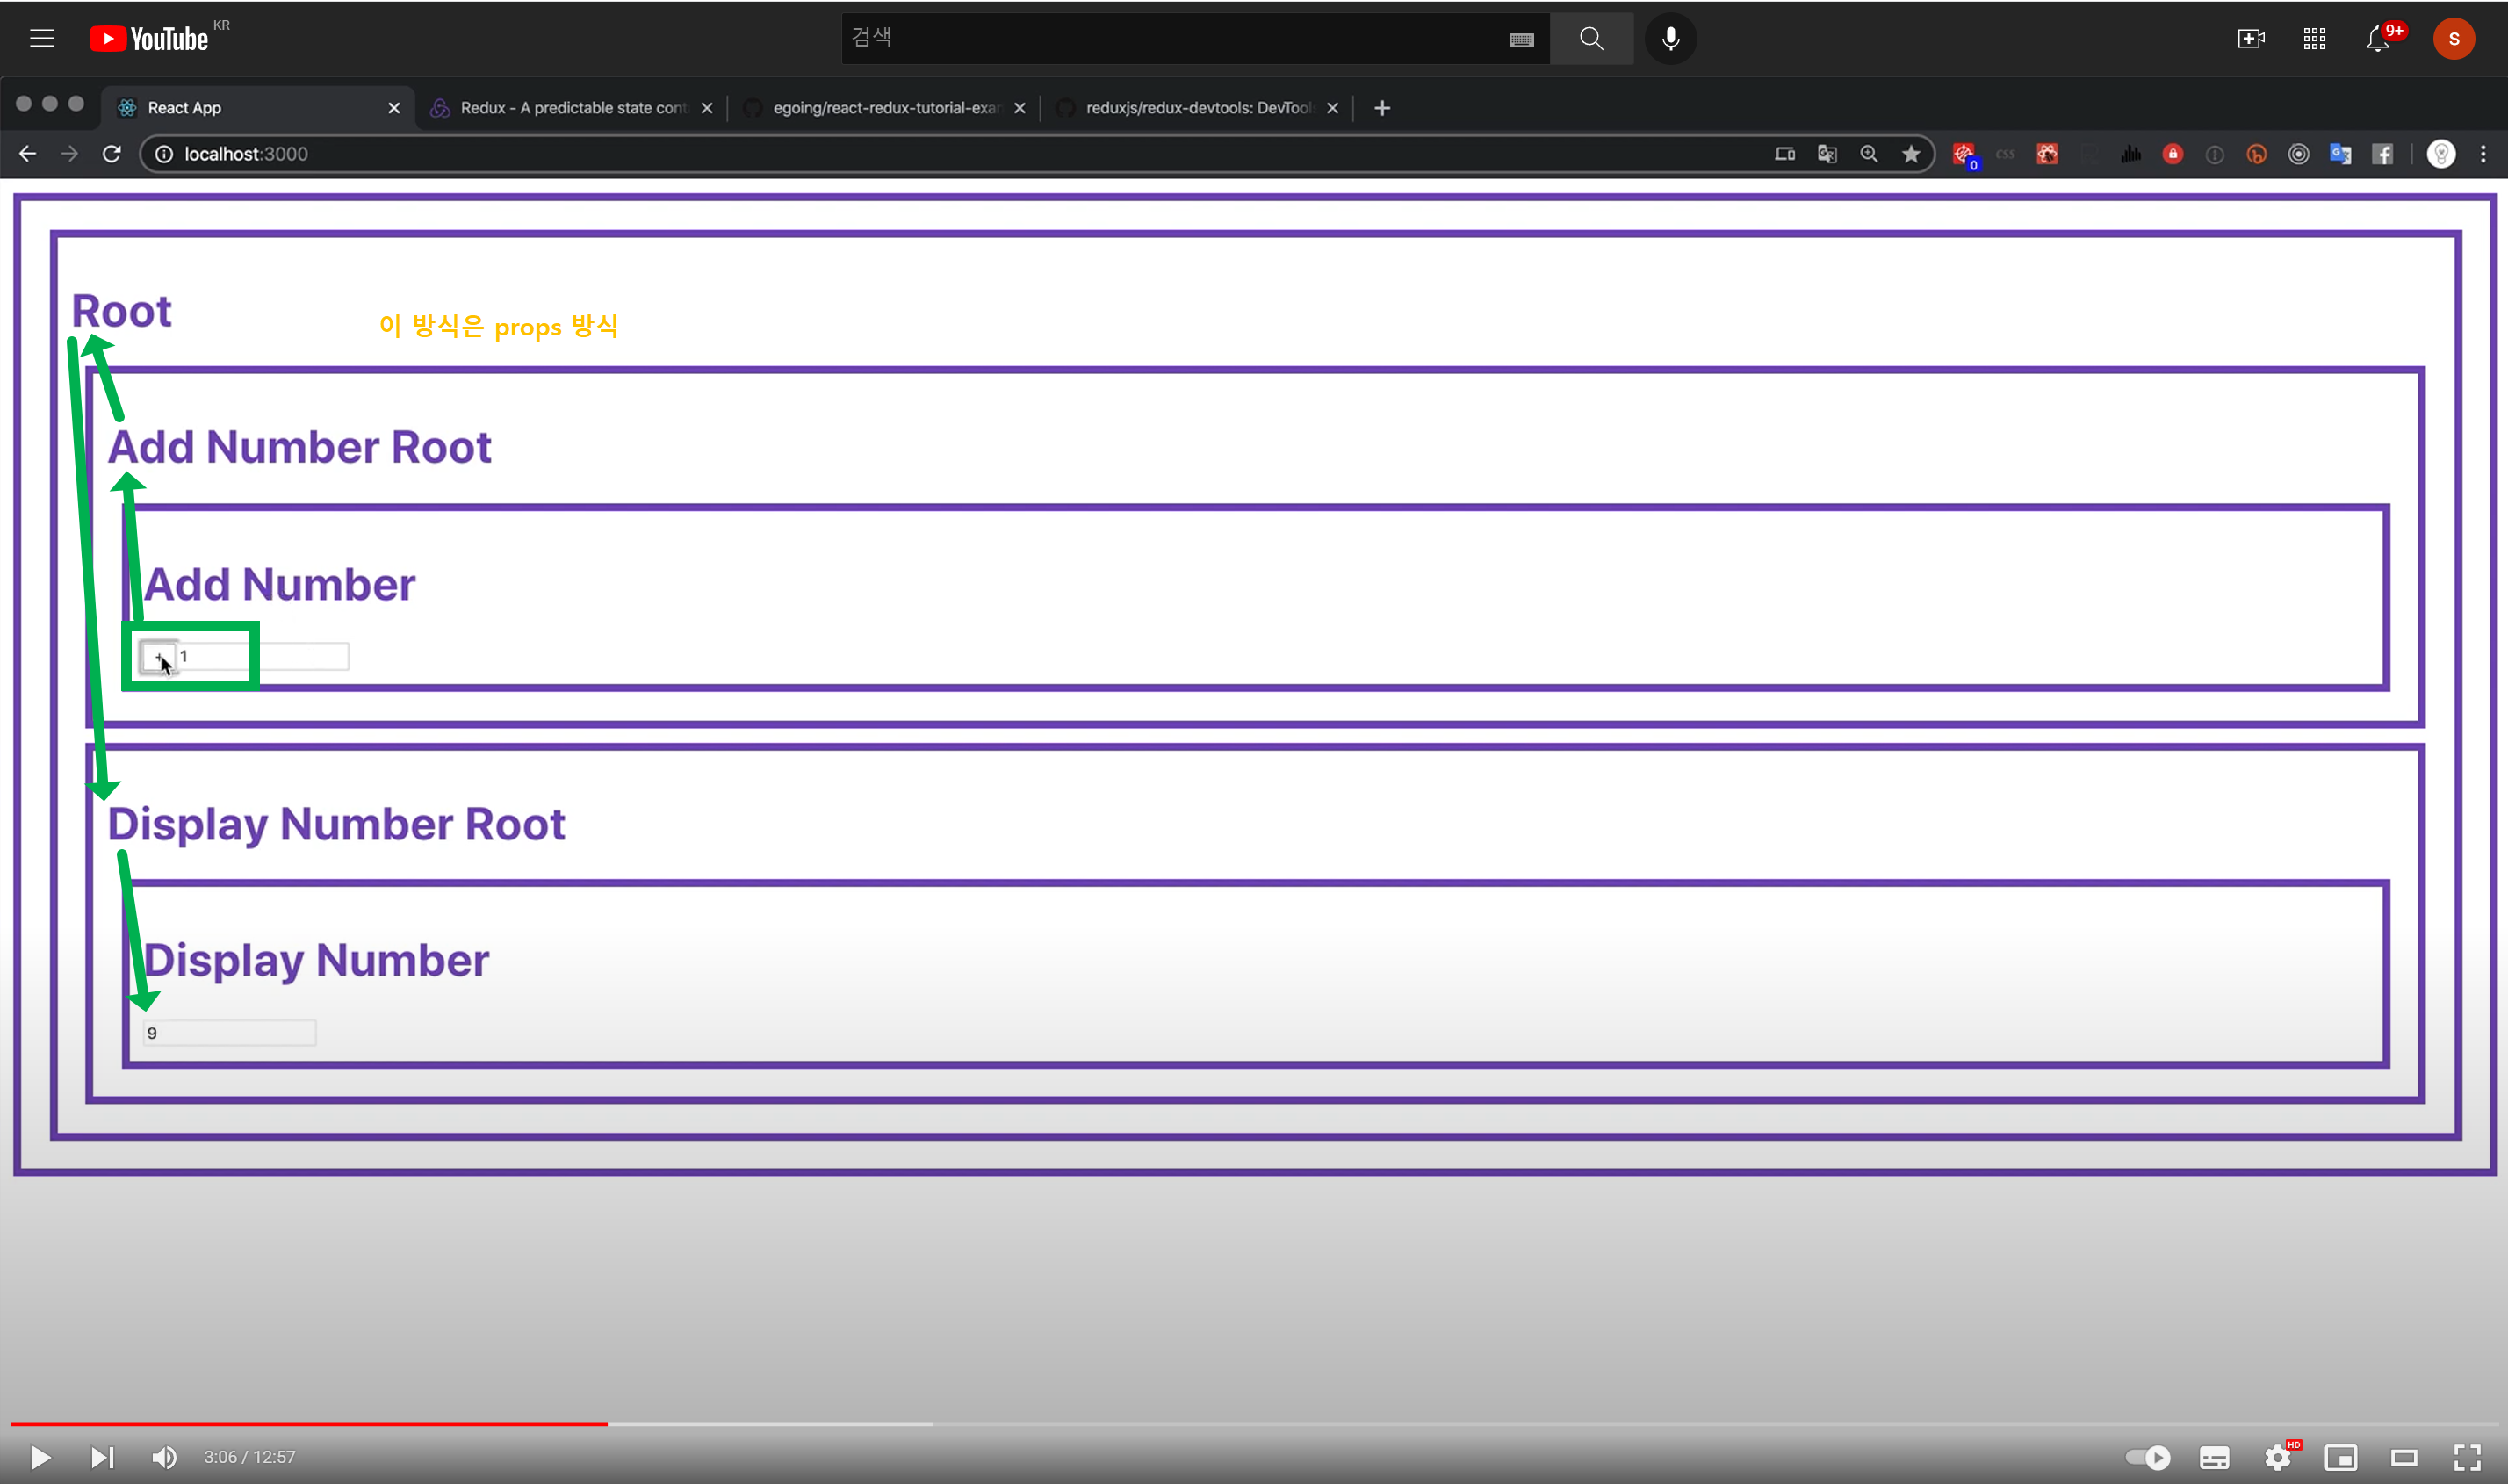 YouTube KR
검색
9+
S
React App
Redux - A predictable state cont
egoing/react-redux-tutorial-exa
reduxjs/redux-devtools: DevTool
localhost:3000
0
css
Root
이 방식은 props 방식
Add Number Root
Add Number
+ 1
Display Number Root
Display Number
9
3:06 / 12:57
HD